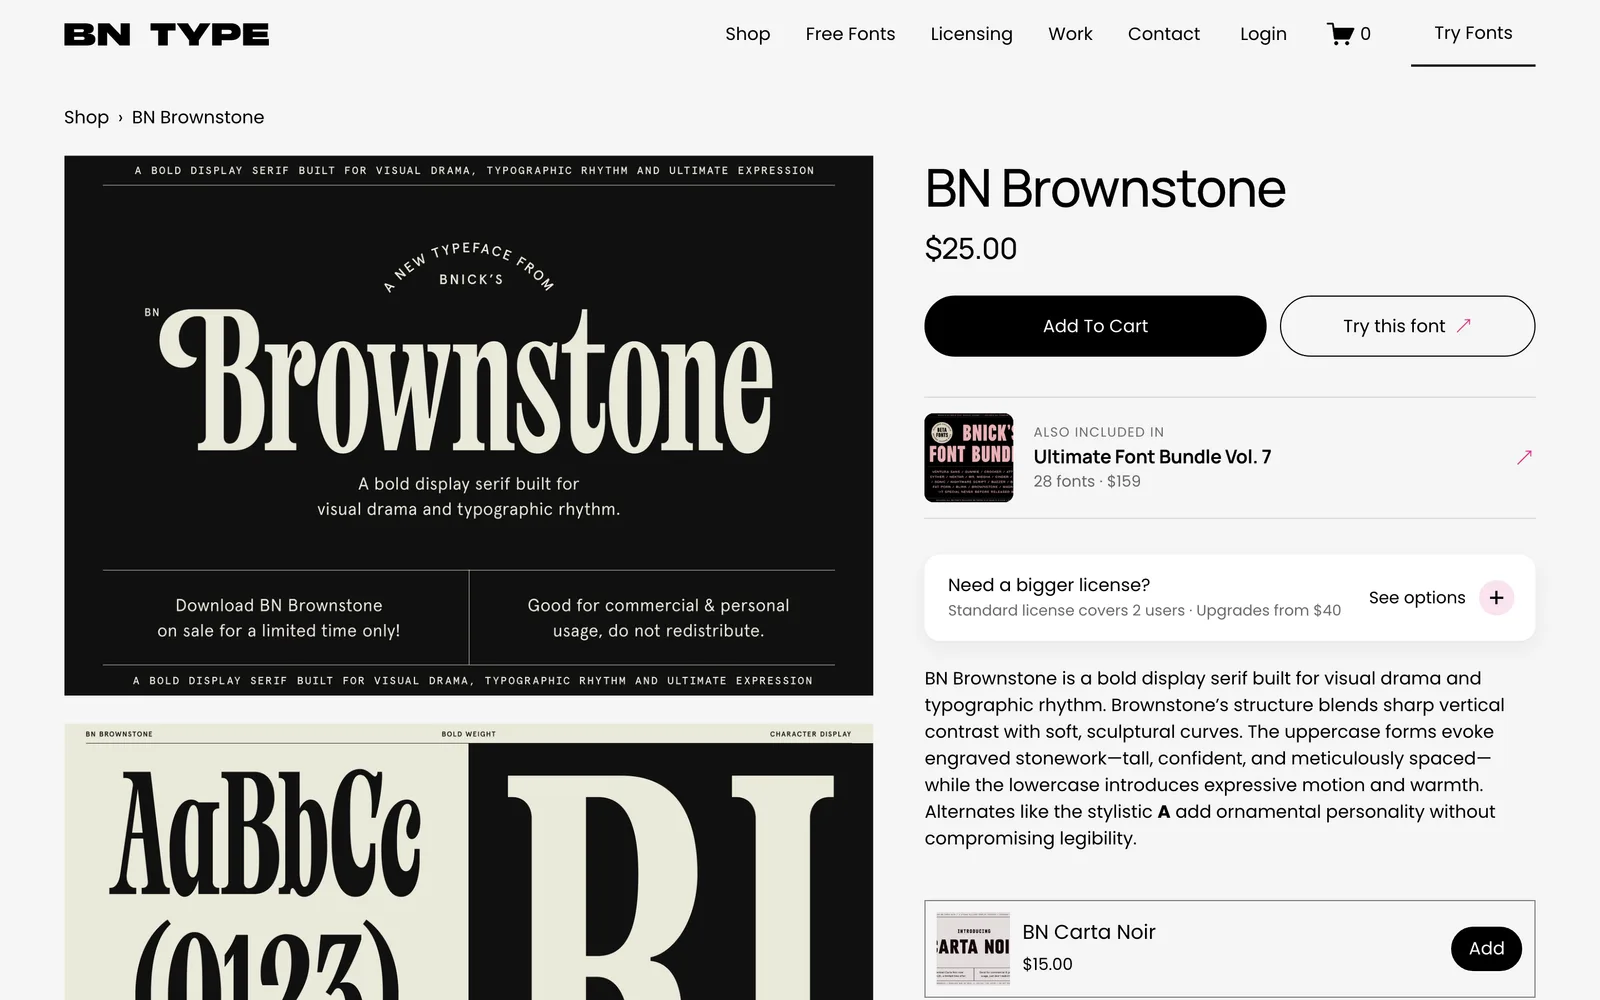 BN TYPE
Shop
Free Fonts
Licensing
Work
Contact
Login
0
Try Fonts
Shop › BN Brownstone
A BOLD DISPLAY SERIF BUILT FOR VISUAL DRAMA, TYPOGRAPHIC RHYTHM AND ULTIMATE EXPRESSION
A NEW TYPEFACE FROM
BNICK'S
BN
Brownstone
A bold display serif built for
visual drama and typographic rhythm.
Download BN Brownstone
on sale for a limited time only!
Good for commercial & personal
usage, do not redistribute.
A BOLD DISPLAY SERIF BUILT FOR VISUAL DRAMA, TYPOGRAPHIC RHYTHM AND ULTIMATE EXPRESSION
BN BROWNSTONE
BOLD WEIGHT
CHARACTER DISPLAY
AaBbCc
(0123)
BN Brownstone
$25.00
Add To Cart
Try this font
BETA
FONTS
BNICK'S
FONT BUNDL
ALSO INCLUDED IN
Ultimate Font Bundle Vol. 7
28 fonts · $159
Need a bigger license?
Standard license covers 2 users · Upgrades from $40
See options
+
BN Brownstone is a bold display serif built for visual drama and
typographic rhythm. Brownstone’s structure blends sharp vertical
contrast with soft, sculptural curves. The uppercase forms evoke
engraved stonework—tall, confident, and meticulously spaced—
while the lowercase introduces expressive motion and warmth.
Alternates like the stylistic A add ornamental personality without
compromising legibility.
INTRODUCING
CARTA NOI
BN Carta Noir
$15.00
Add